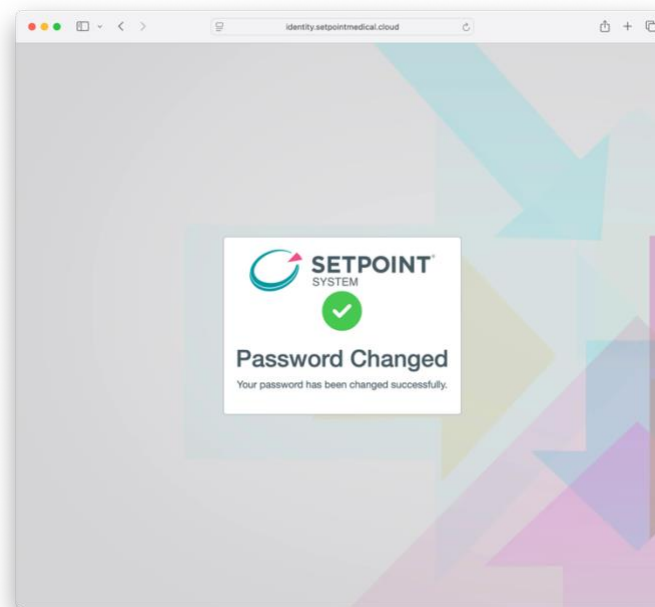 identity.setpointmedical.cloud
SETPOINT®
SYSTEM
Password Changed
Your password has been changed successfully.